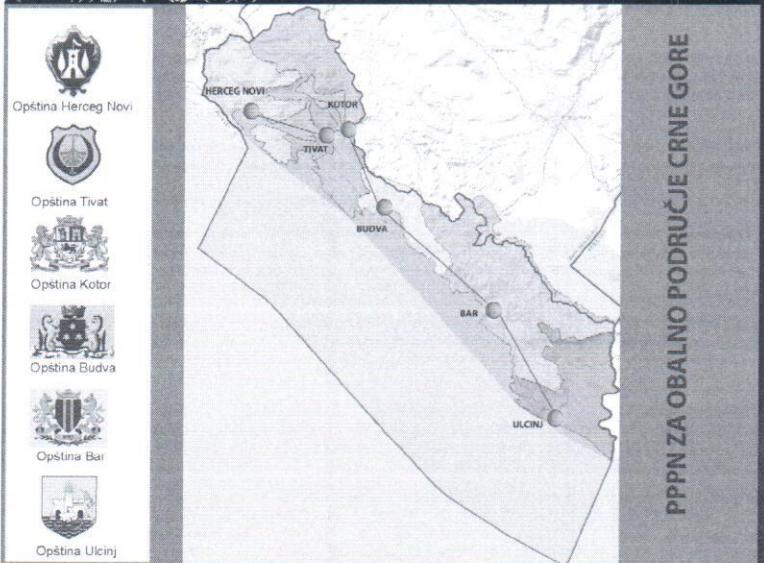 Opština Herceg Novi
Opština Tivat
Opština Kotor
Opština Budva
Opština Bar
Opština Ulcinj
HERCEG NOVI
KOTOR
TIVAT
BUDVA
BAR
ULCINJ
PPPN ZA OBALNO PODRUČJE CRNE GORE